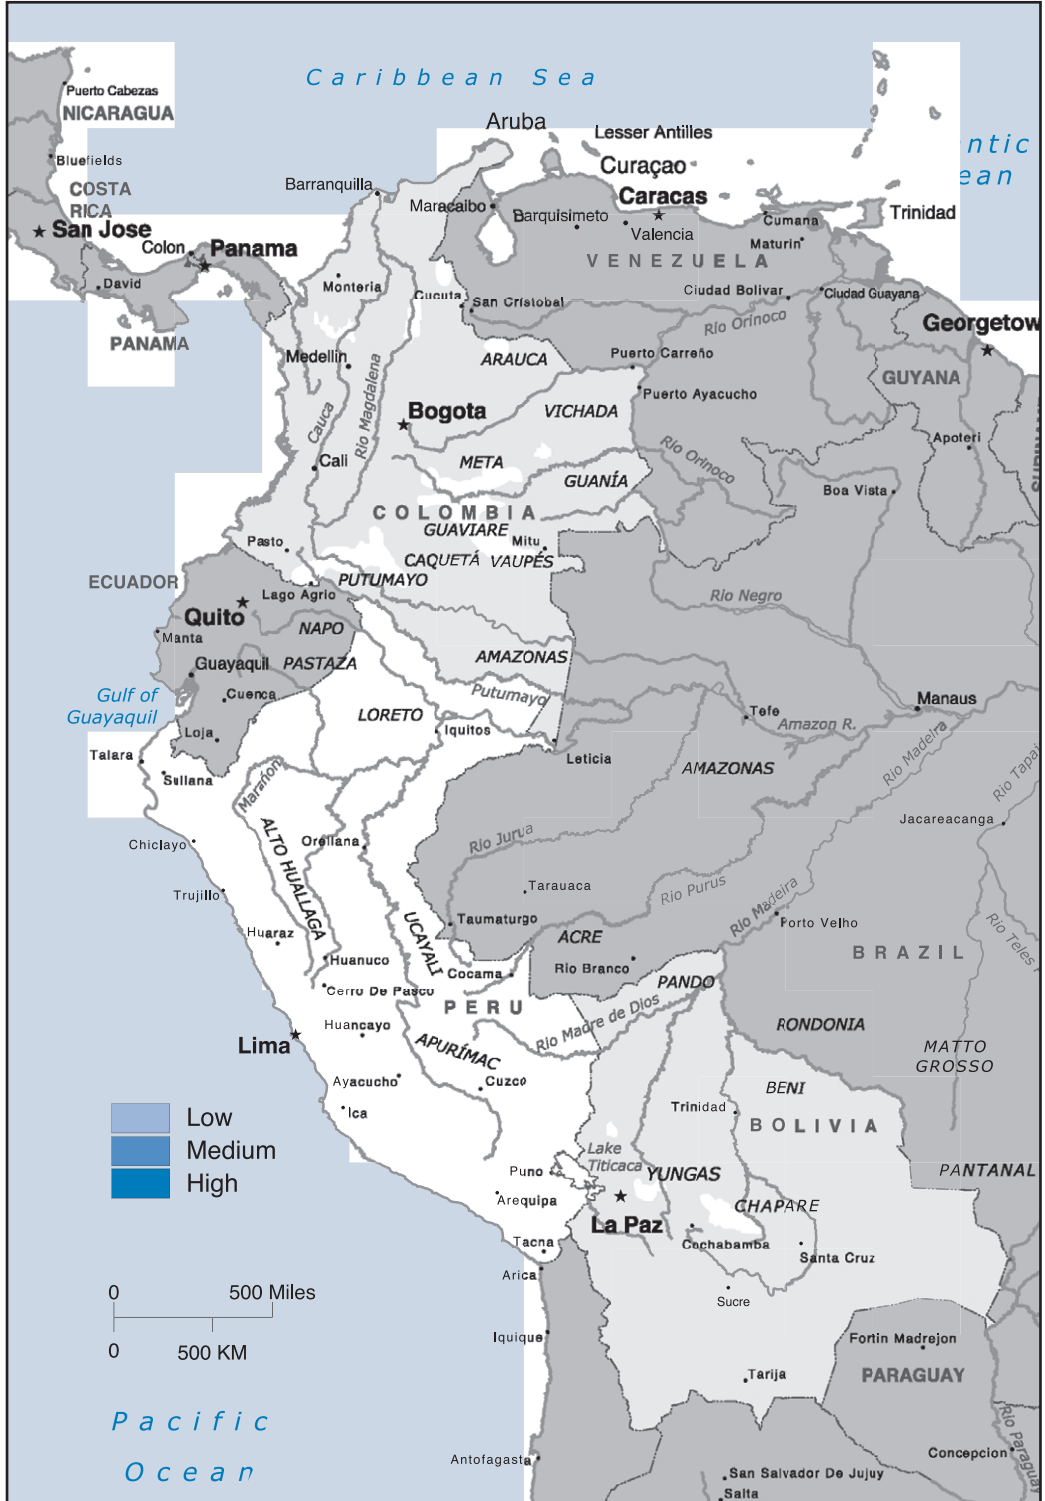 Caribbean Sea
Puerto Cabezas
NICARAGUA
Aruba
Lesser Antilles
ntic
ean
Bluefields
Curaçao
COSTA
RICA
Barranquilla
Caracas
Maracaibo
Barquisimeto
Cumana
Trinidad
San Jose
Colon
Panama
Valencia
Maturin
VENEZUELA
David
Monteria
Cucuta
San Cristobal
Ciudad Bolivar
Ciudad Guayana
Rio Orinoco
Georgetow
PANAMA
Medellin
ARAUCA
Puerto Carreño
GUYANA
Rio Magdalena
Cauca
Bogota
VICHADA
Puerto Ayacucho
Apoteri
SURINAM
Cali
META
Rio Orinoco
GUANÍA
Boa Vista
COLOMBIA
GUAVIARE
Pasto
Mitu
CAQUETÁ
VAUPÉS
ECUADOR
PUTUMAYO
Lago Agrio
Rio Negro
Quito
NAPO
Manta
Guayaquil
PASTAZA
AMAZONAS
Gulf of
Guayaquil
Cuenca
Putumayo
Manaus
LORETO
Tefe
Amazon R.
Loja
Iquitos
Talara
Leticia
Rio Madeira
Sullana
Marañon
AMAZONAS
Rio Tapaj
Chiclayo
ALTO HUALLAGA
Orellana
Rio Jurua
Jacareacanga
Trujillo
Tarauaca
Rio Purus
Rio Madeira
Huaraz
UCAYALI
Taumaturgo
ACRE
Porto Velho
Rio Teles
Huanuco
Cocama
Rio Branco
BRAZIL
Cerro De Pasco
PERU
PANDO
Lima
Huancayo
Rio Madre de Dios
RONDONIA
APURÍMAC
MATTO
GROSSO
Ayacucho
Cuzco
BENI
Ica
Trinidad
BOLIVIA
Low
Medium
High
Lake
Titicaca
Puno
YUNGAS
PANTANAL
Arequipa
CHAPARE
La Paz
Tacna
Cochabamba
Santa Cruz
Arica
Sucre
0
500 Miles
0
500 KM
Iquique
Fortin Madrejon
Tarija
PARAGUAY
Pacific
Ocean
Rio Paraguay
Antofagasta
Concepcion
San Salvador De Jujuy
Salta